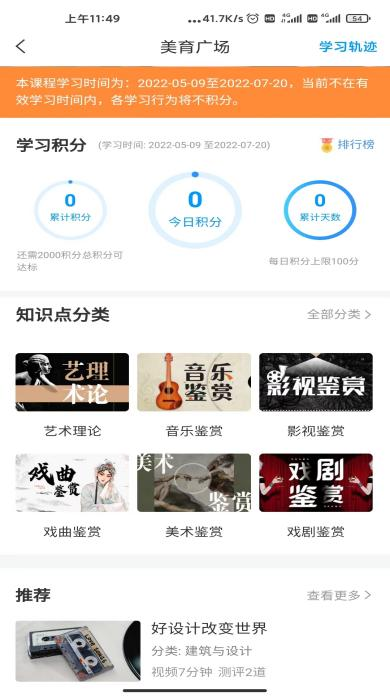 上午11:49
...41.7K/s
HD
4G
HD
4G
54
美育广场
学习轨迹
本课程学习时间为：2022-05-09至2022-07-20，当前不在有
效学习时间内，各学习行为将不积分。
学习积分
(学习时间: 2022-05-09 至2022-07-20)
排行榜
0
累计积分
0
今日积分
0
累计天数
还需2000积分总积分可
达标
每日积分上限100分
知识点分类
全部分类
艺理
术论
音乐
鉴赏
影视鉴赏
艺术理论
音乐鉴赏
影视鉴赏
戏曲
鉴赏
美术
鉴赏
戏剧
鉴赏
戏曲鉴赏
美术鉴赏
戏剧鉴赏
推荐
查看更多
好设计改变世界
分类: 建筑与设计
视频7分钟 测评2道